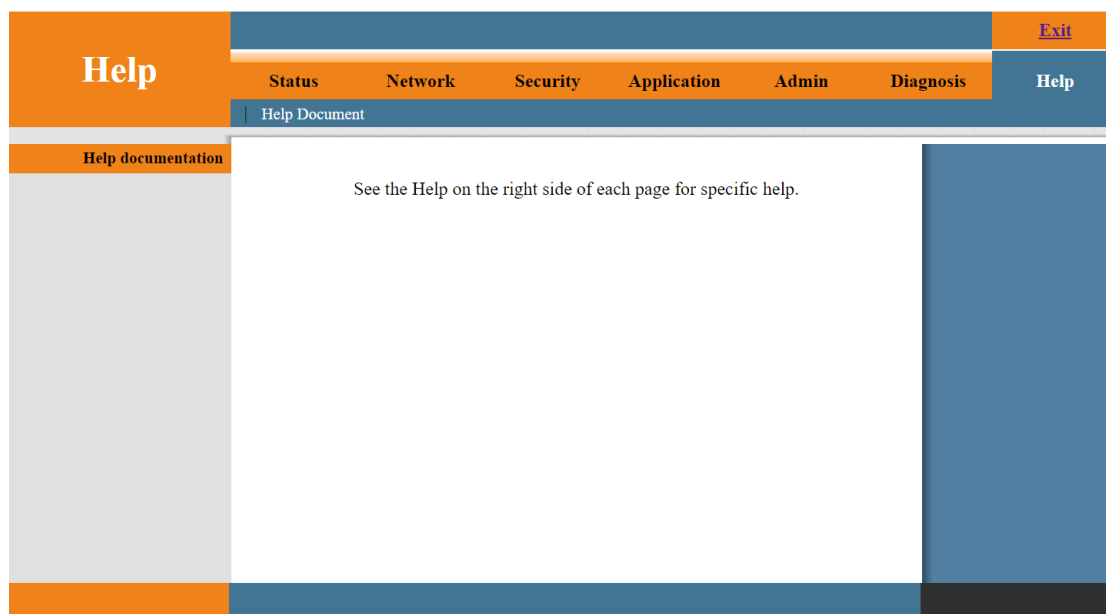 Exit
Help
Status Network Security Application Admin Diagnosis Help
Help Document
Help documentation
See the Help on the right side of each page for specific help.